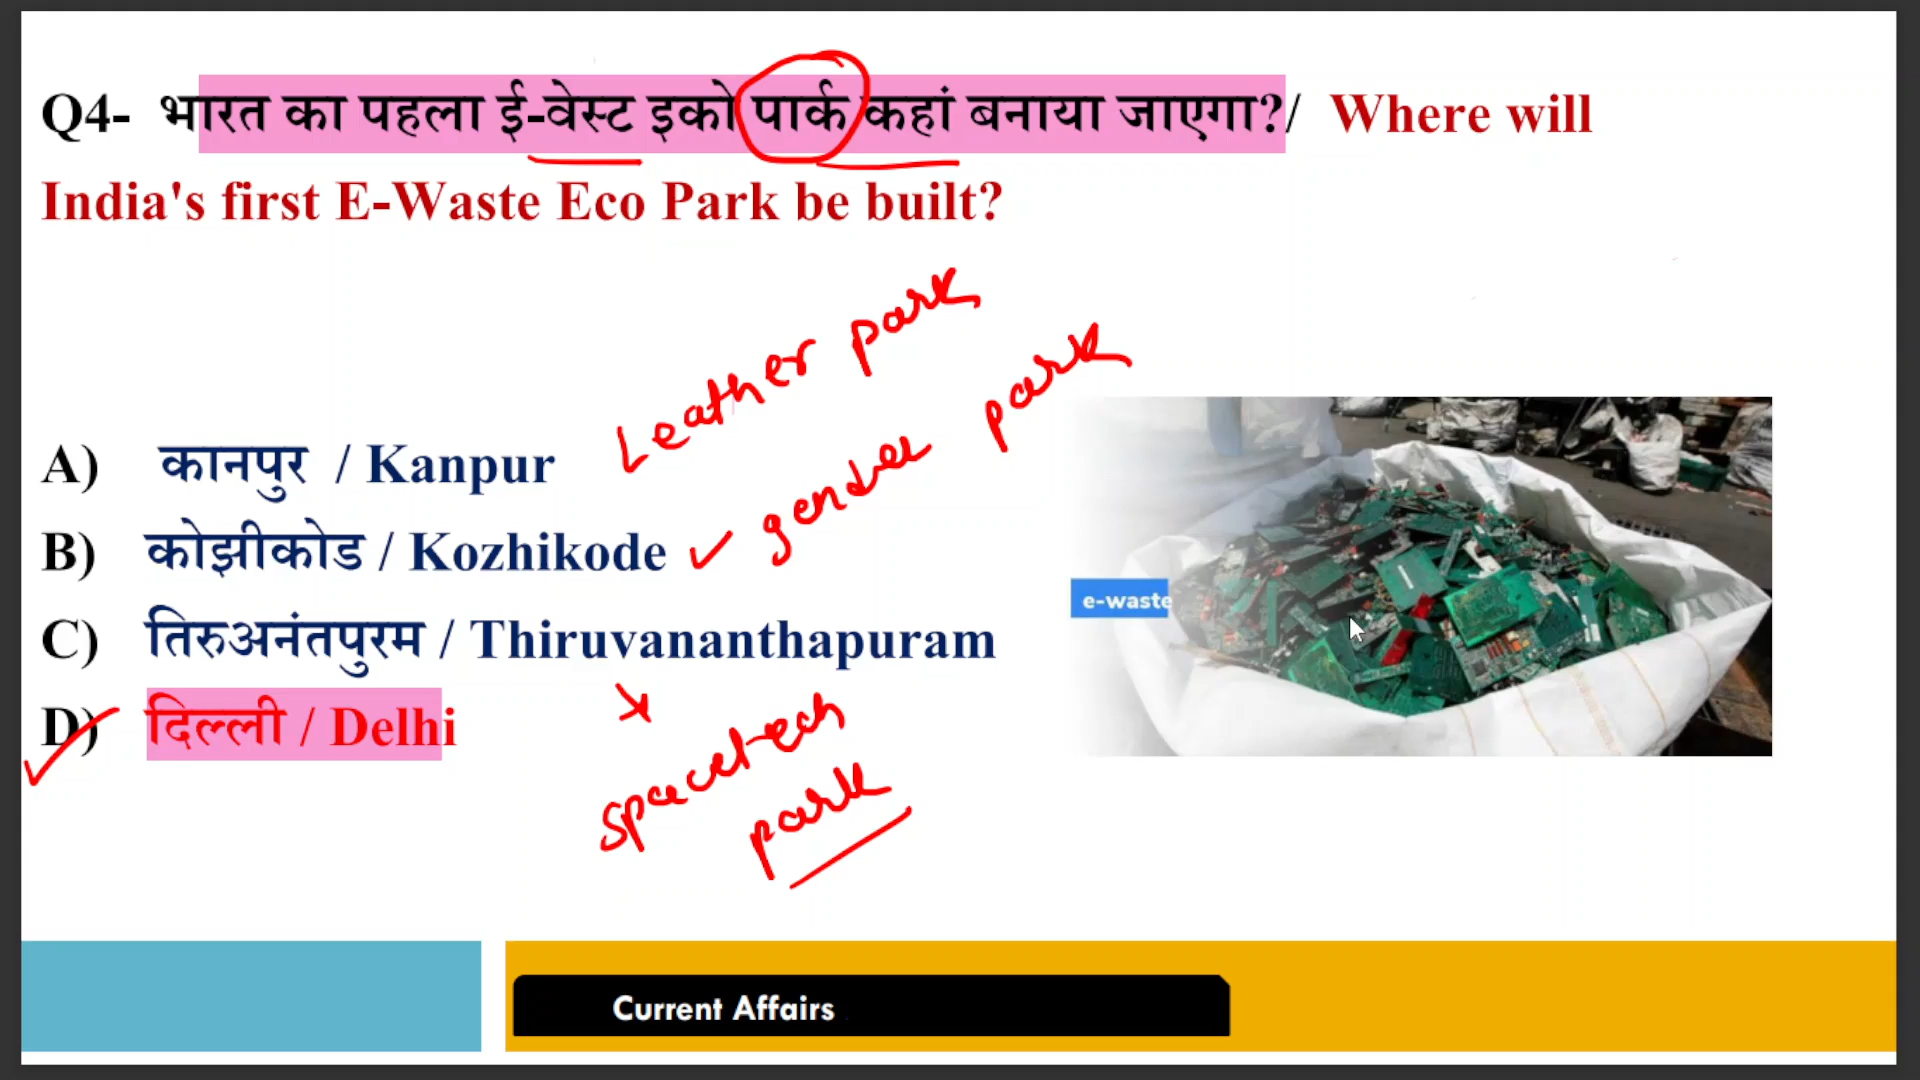 Q4- भारत का पहला ई-वेस्ट इको पार्क कहां बनाया जाएगा?/ Where will
India's first E-Waste Eco Park be built?
Leather park
A) कानपुर / Kanpur
gender park
B) कोझीकोड / Kozhikode
e-waste
C) तिरुअनंतपुरम / Thiruvananthapuram
D) दिल्ली / Delhi
spacetech
park
Current Affairs